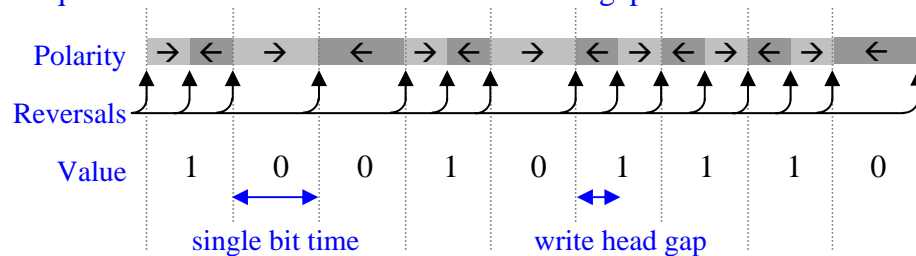 Polarity → ← → ← → ← → ← → ← → ← → ←
Reversals
Value 1 0 0 1 0 1 1 1 0
single bit time write head gap